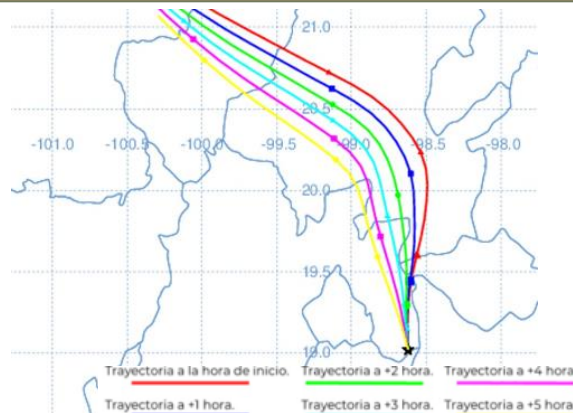 21.0
20.5
-101.0 -100.5 -100.0 -99.5 -99.0 -98.5 -98.0
20.0
19.5
19.0
Trayectoria a la hora de inicio. Trayectoria a +2 hora. Trayectoria a +4 hora.
Trayectoria a +1 hora. Trayectoria a +3 hora. Trayectoria a +5 hora.